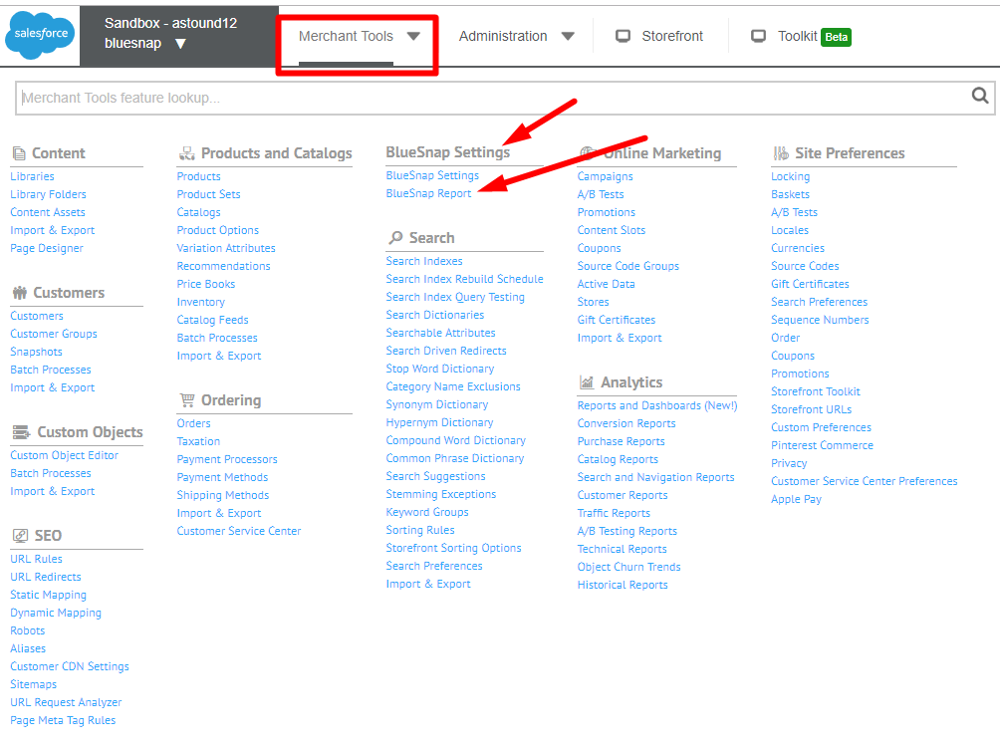 salesforce
Sandbox - astound12
bluesnap
Merchant Tools
Administration
Storefront
Toolkit Beta
Merchant Tools feature lookup...
Content
Libraries
Library Folders
Content Assets
Import & Export
Page Designer
Customers
Customers
Customer Groups
Snapshots
Batch Processes
Import & Export
Custom Objects
Custom Object Editor
Batch Processes
Import & Export
SEO
URL Rules
URL Redirects
Static Mapping
Dynamic Mapping
Robots
Aliases
Customer CDN Settings
Sitemaps
URL Request Analyzer
Page Meta Tag Rules
Products and Catalogs
Products
Product Sets
Catalogs
Product Options
Variation Attributes
Recommendations
Price Books
Inventory
Catalog Feeds
Batch Processes
Import & Export
Ordering
Orders
Taxation
Payment Processors
Payment Methods
Shipping Methods
Import & Export
Customer Service Center
BlueSnap Settings
BlueSnap Settings
BlueSnap Report
Search
Search Indexes
Search Index Rebuild Schedule
Search Index Query Testing
Search Dictionaries
Searchable Attributes
Search Driven Redirects
Stop Word Dictionary
Category Name Exclusions
Synonym Dictionary
Hypernym Dictionary
Compound Word Dictionary
Common Phrase Dictionary
Search Suggestions
Stemming Exceptions
Keyword Groups
Sorting Rules
Storefront Sorting Options
Search Preferences
Import & Export
Online Marketing
Campaigns
A/B Tests
Promotions
Content Slots
Coupons
Source Code Groups
Active Data
Stores
Gift Certificates
Import & Export
Analytics
Reports and Dashboards (New!)
Conversion Reports
Purchase Reports
Catalog Reports
Search and Navigation Reports
Customer Reports
Traffic Reports
A/B Testing Reports
Technical Reports
Object Churn Trends
Historical Reports
Site Preferences
Locking
Baskets
A/B Tests
Locales
Currencies
Source Codes
Gift Certificates
Search Preferences
Sequence Numbers
Order
Coupons
Promotions
Storefront Toolkit
Storefront URLs
Custom Preferences
Pinterest Commerce
Privacy
Customer Service Center Preferences
Apple Pay